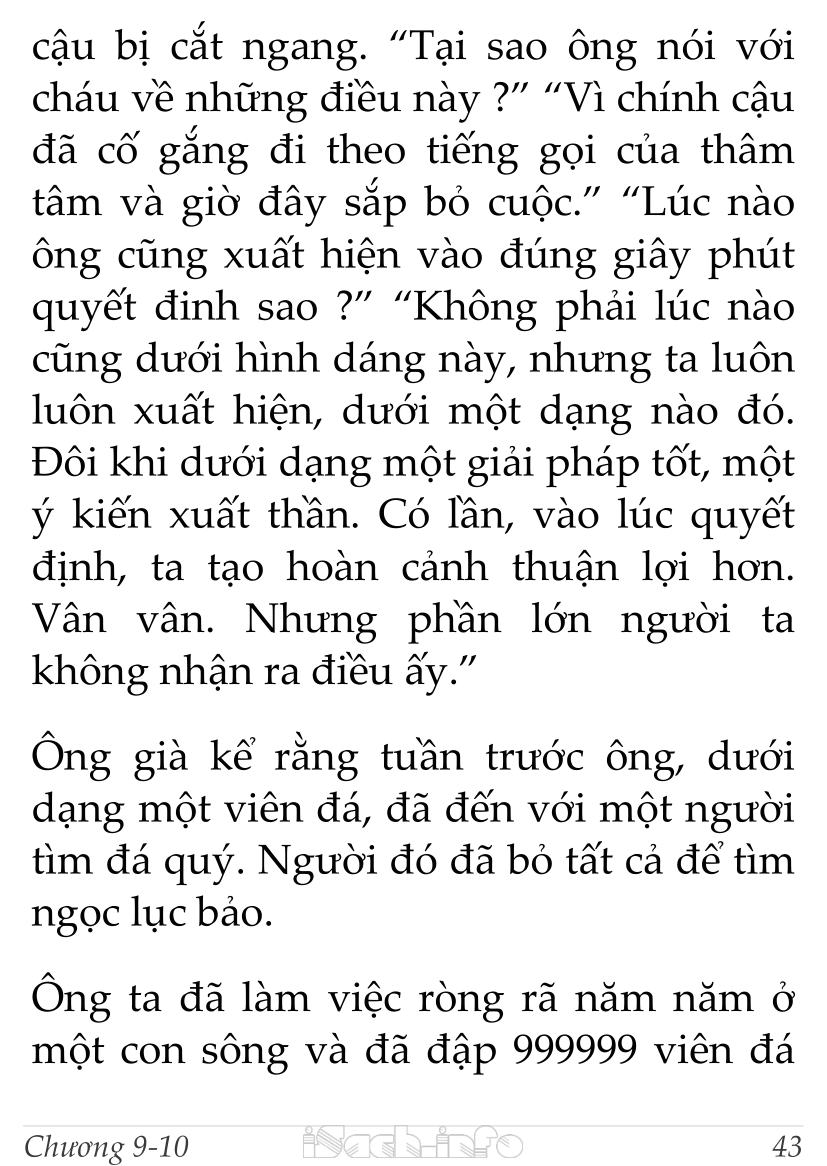 cậu bị cắt ngang. “Tại sao ông nói với
cháu về những điều này ?” “Vì chính cậu
đã cố gắng đi theo tiếng gọi của thâm
tâm và giờ đây sắp bỏ cuộc.” “Lúc nào
ông cũng xuất hiện vào đúng giây phút
quyết đinh sao ?” “Không phải lúc nào
cũng dưới hình dáng này, nhưng ta luôn
luôn xuất hiện, dưới một dạng nào đó.
Đôi khi dưới dạng một giải pháp tốt, một
ý kiến xuất thần. Có lần, vào lúc quyết
định, ta tạo hoàn cảnh thuận lợi hơn.
Vân vân. Nhưng phần lớn người ta
không nhận ra điều ấy.”
Ông già kể rằng tuần trước ông, dưới
dạng một viên đá, đã đến với một người
tìm đá quý. Người đó đã bỏ tất cả để tìm
ngọc lục bảo.
Ông ta đã làm việc ròng rã năm năm ở
một con sông và đã đập 999999 viên đá
Chương 9-10 iSach.info 43